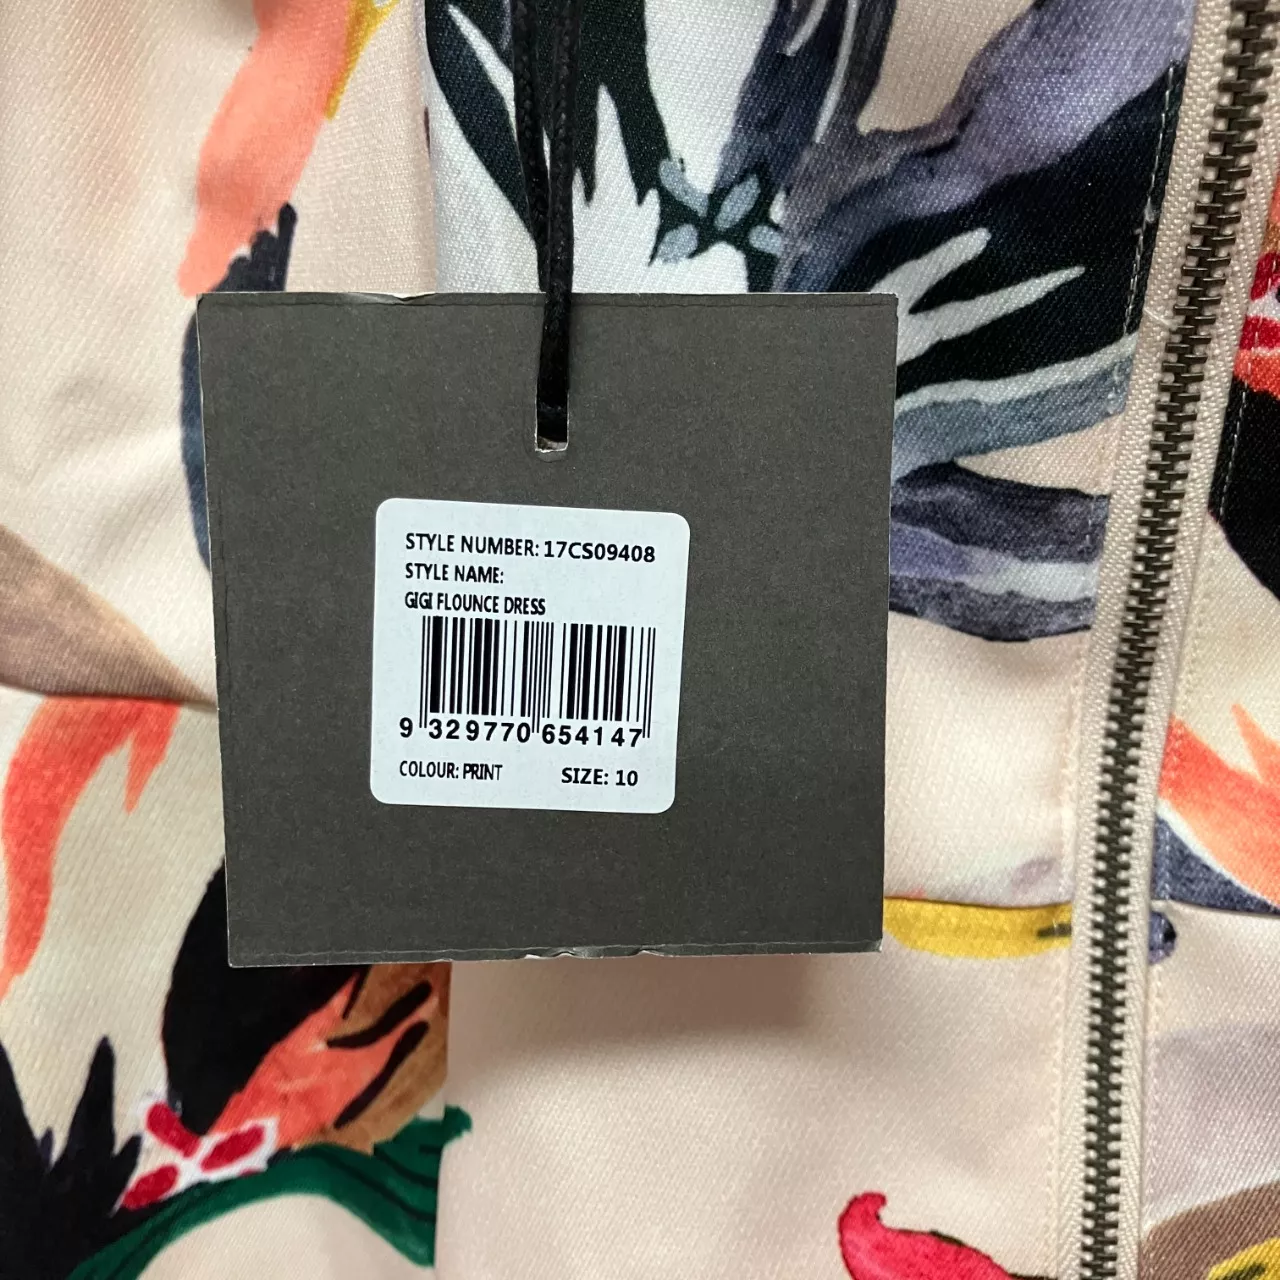 STYLE NUMBER: 17CS09408
STYLE NAME:
GIGI FLOUNCE DRESS
9 329770 654147
COLOUR: PRINT SIZE: 10